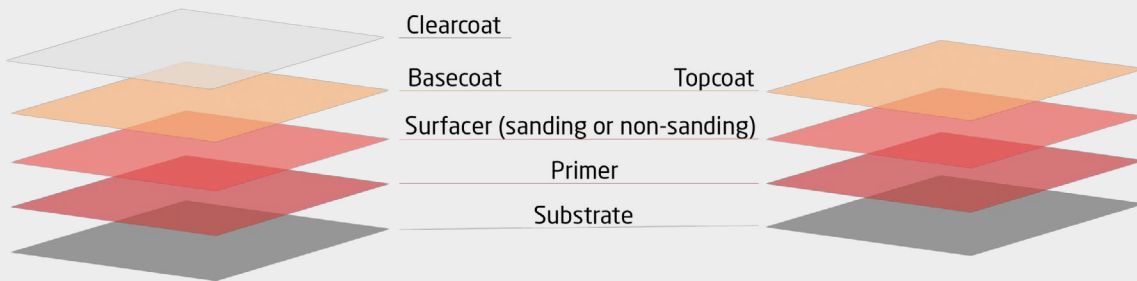 Clearcoat
Basecoat
Topcoat
Surfacer (sanding or non-sanding)
Primer
Substrate